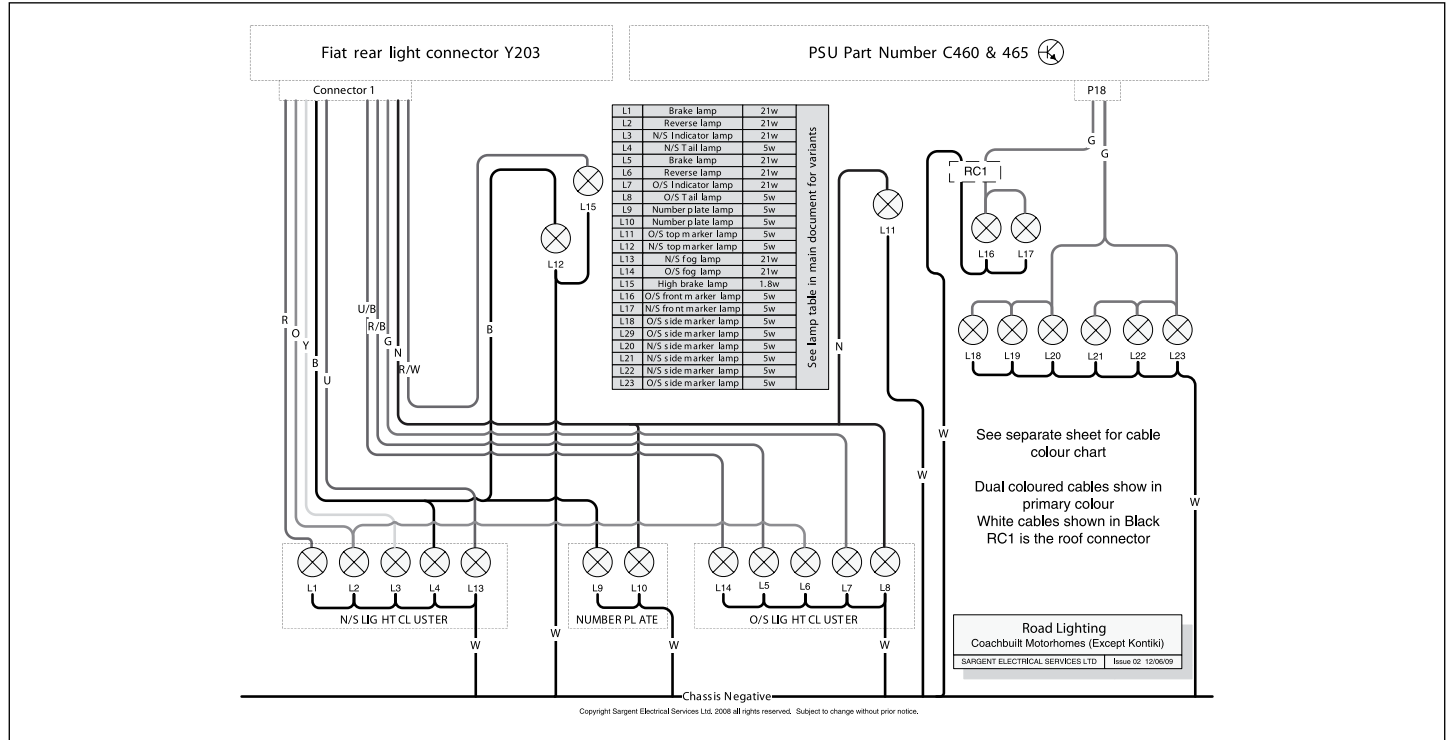 Fiat rear light connector Y203
PSU Part Number C460 & 465
Connector 1
P18
L1 Brake lamp 21w
L2 Reverse lamp 21w
L3 N/S Indicator lamp 21w
L4 N/S Tail lamp 5w
L5 Brake lamp 21w
L6 Reverse lamp 21w
L7 O/S Indicator lamp 21w
L8 O/S Tail lamp 5w
L9 Number plate lamp 5w
L10 Number plate lamp 5w
L11 O/S top marker lamp 5w
L12 N/S top marker lamp 5w
L13 N/S fog lamp 21w
L14 O/S fog lamp 21w
L15 High brake lamp 1.8w
L16 O/S front marker lamp 5w
L17 N/S front marker lamp 5w
L18 O/S side marker lamp 5w
L29 O/S side marker lamp 5w
L20 N/S side marker lamp 5w
L21 N/S side marker lamp 5w
L22 N/S side marker lamp 5w
L23 O/S side marker lamp 5w
See lamp table in main document for variants
G
G
RC1
L15
L11
L16 L17
L12
R
O
Y
B
U
U/B
R/B
G
N
R/W
B
N
L18 L19 L20 L21 L22 L23
W
W
W
See separate sheet for cable
colour chart
Dual coloured cables show in
primary colour
White cables shown in Black
RC1 is the roof connector
L1 L2 L3 L4 L13
N/S LIGHT CLUSTER
L9 L10
NUMBER PLATE
L14 L5 L6 L7 L8
O/S LIGHT CLUSTER
W
W
W
W
Road Lighting
Coachbuilt Motorhomes (Except Kontiki)
SARGENT ELECTRICAL SERVICES LTD Issue 02 12/06/09
Chassis Negative
Copyright Sargent Electrical Services Ltd. 2008 all rights reserved. Subject to change without prior notice.